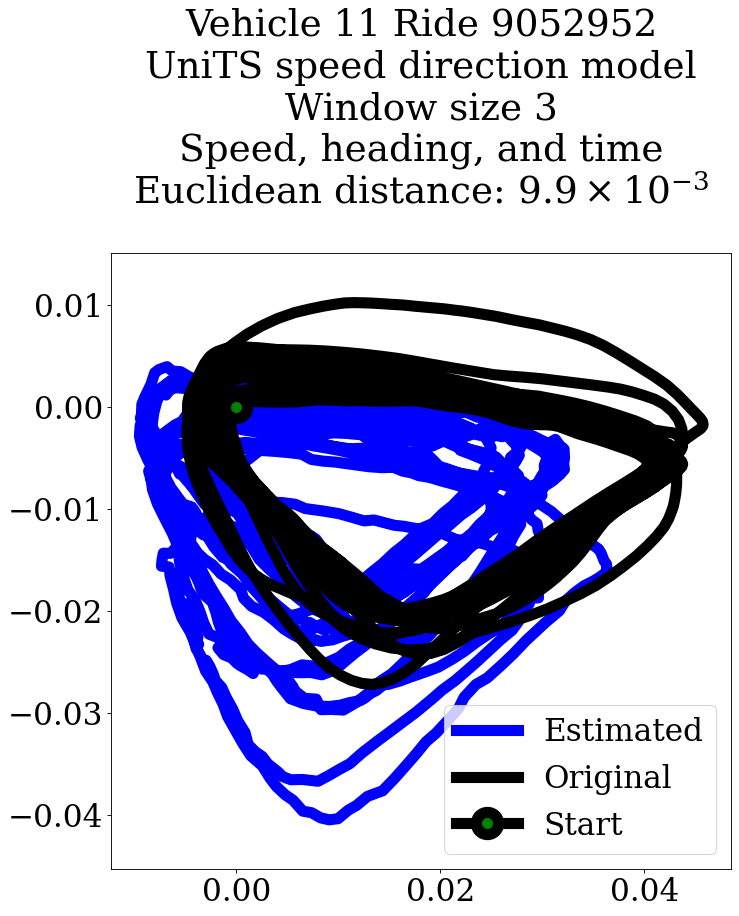 Vehicle 11 Ride 9052952
UniTS speed direction model
Window size 3
Speed, heading, and time
Euclidean distance: 9.9 × 10⁻³
0.01
0.00
−0.01
−0.02
−0.03
−0.04
Estimated
Original
Start
0.00 0.02 0.04